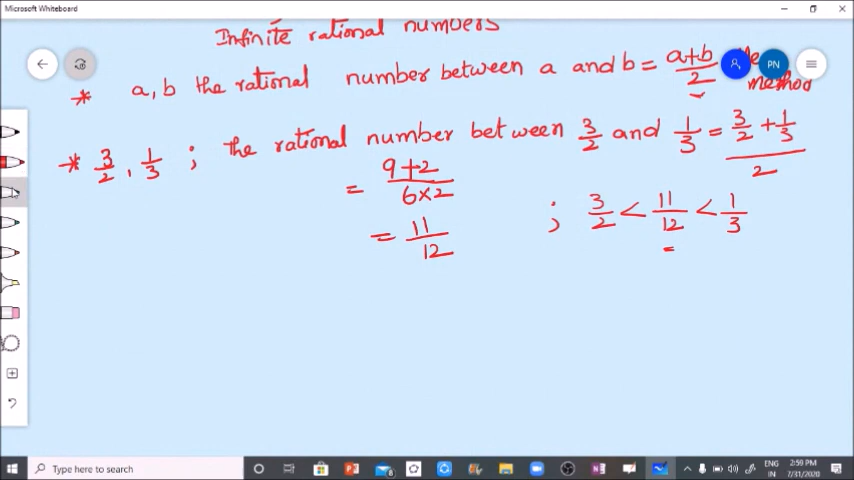 Microsoft Whiteboard
Infinite rational numbers
PN
* a, b the rational number between a and b = a+b/2 method
* 3/2, 1/3 ; the rational number between 3/2 and 1/3 = 3/2 + 1/3 / 2
= 9+2 / 6×2
= 11/12 ; 3/2 < 11/12 < 1/3
Type here to search
ENG
IN
2:59 PM
7/31/2020